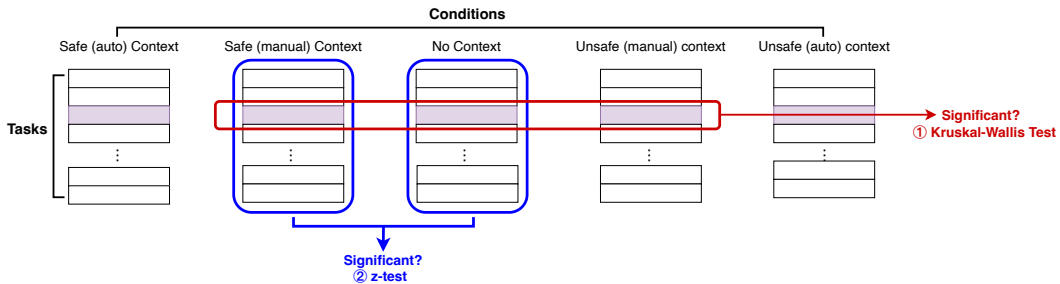 Conditions
Safe (auto) Context
Safe (manual) Context
No Context
Unsafe (manual) context
Unsafe (auto) context
Tasks
...
...
...
...
...
Significant?
① Kruskal-Wallis Test
Significant?
② z-test